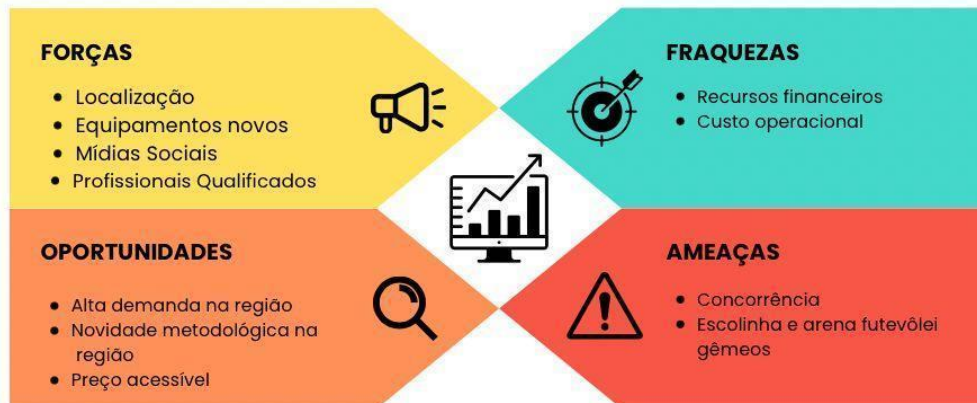 FORÇAS
• Localização
• Equipamentos novos
• Mídias Sociais
• Profissionais Qualificados
FRAQUEZAS
• Recursos financeiros
• Custo operacional
OPORTUNIDADES
• Alta demanda na região
• Novidade metodológica na
região
• Preço acessível
AMEAÇAS
• Concorrência
• Escolinha e arena futevôlei
gêmeos